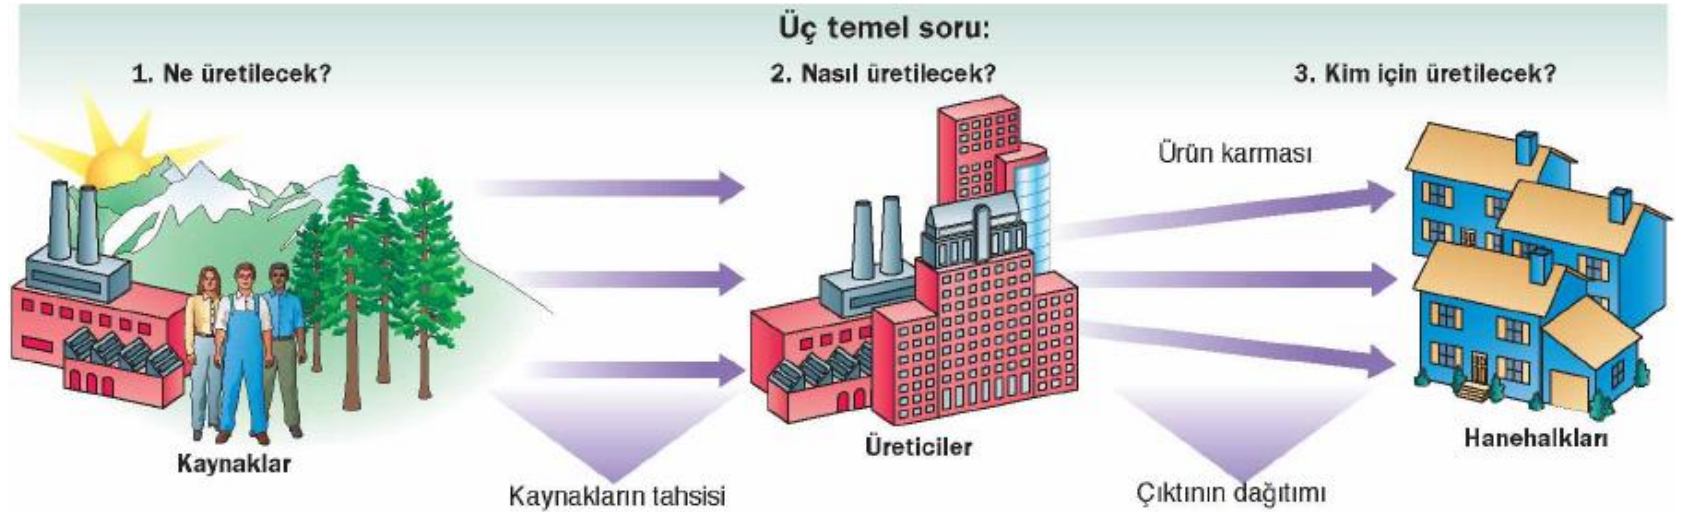 Üç temel soru:
1. Ne üretilecek?
2. Nasıl üretilecek?
3. Kim için üretilecek?
Ürün karması
Kaynaklar
Üreticiler
Hanehalkları
Kaynakların tahsisi
Çıktının dağıtımı